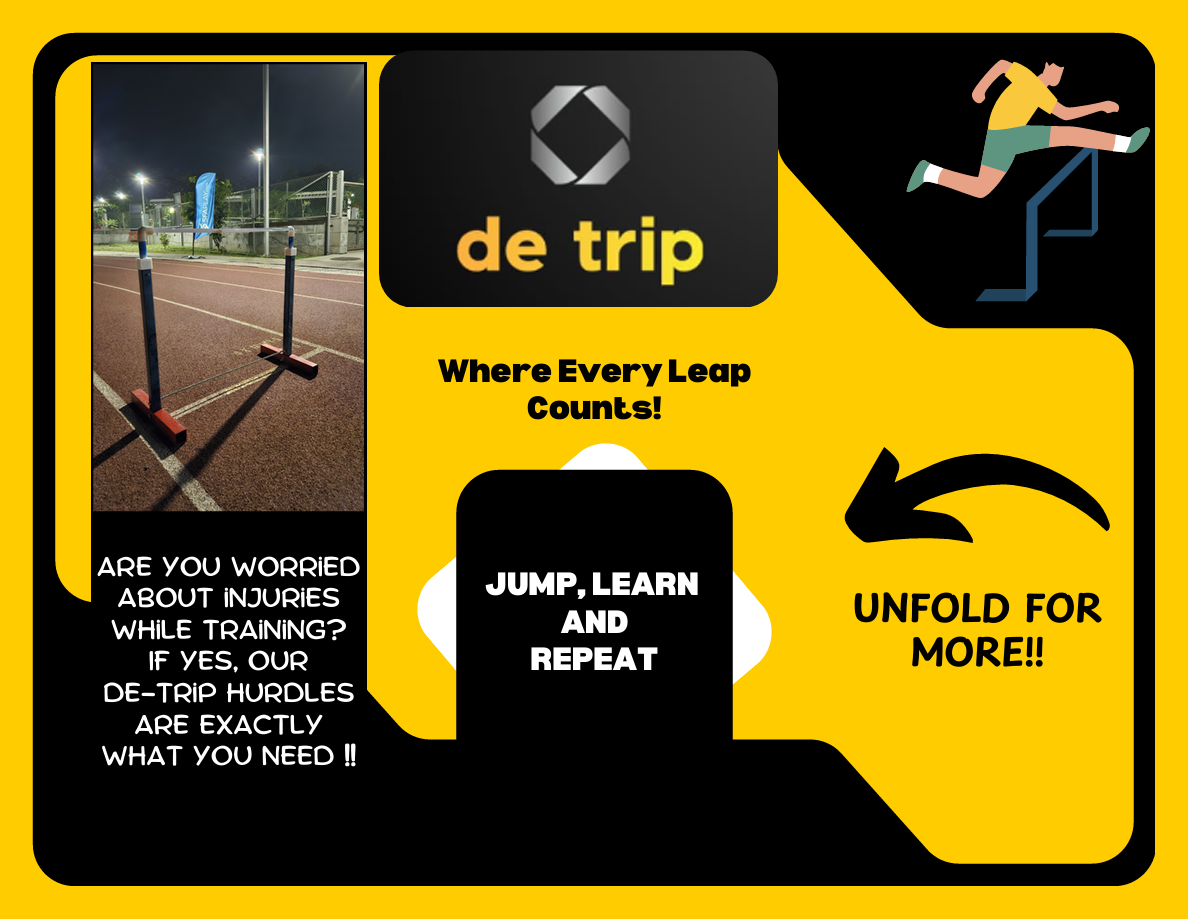 de trip
Where Every Leap
Counts!
JUMP, LEARN
AND
REPEAT
ARE YOU WORRIED
ABOUT INJURIES
WHILE TRAINING?
IF YES, OUR
DE-TRIP HURDLES
ARE EXACTLY
WHAT YOU NEED !!
UNFOLD FOR
MORE!!